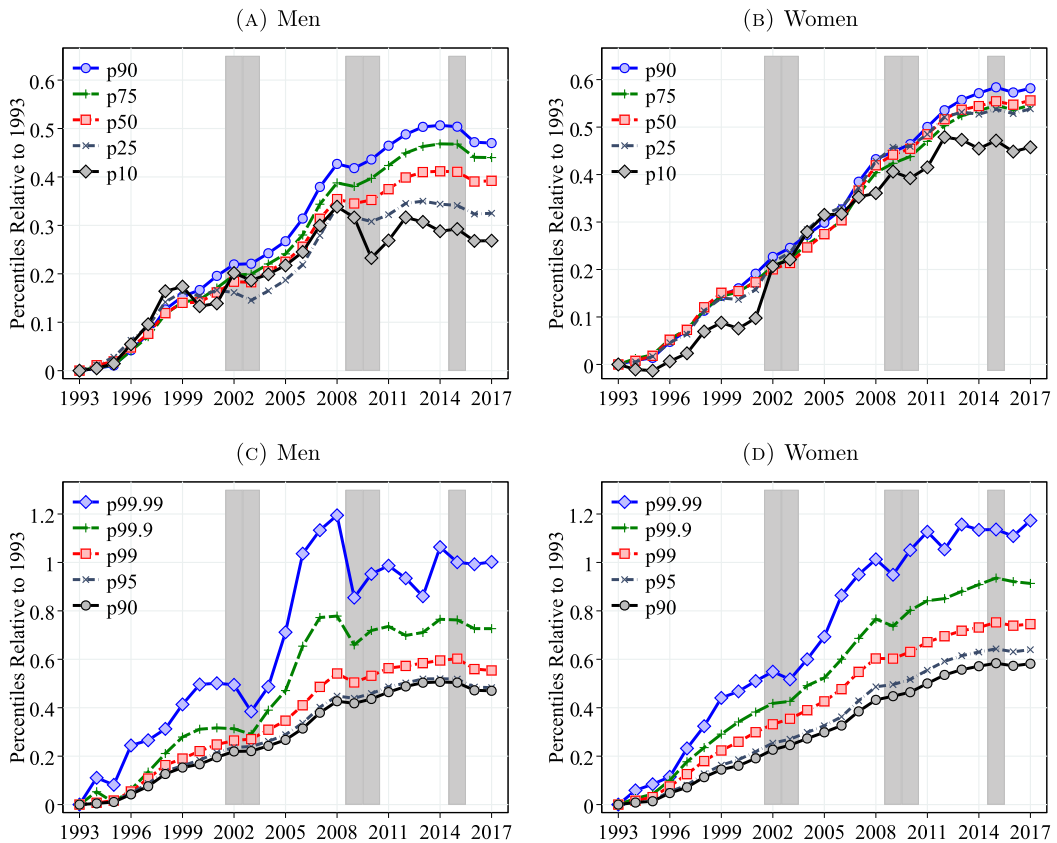 (A) Men
Percentiles Relative to 1993
0.6
0.5
0.4
0.3
0.2
0.1
0
p90
p75
p50
p25
p10
1993 1996 1999 2002 2005 2008 2011 2014 2017
(B) Women
Percentiles Relative to 1993
0.6
0.5
0.4
0.3
0.2
0.1
0
p90
p75
p50
p25
p10
1993 1996 1999 2002 2005 2008 2011 2014 2017
(C) Men
Percentiles Relative to 1993
1.2
1
0.8
0.6
0.4
0.2
0
p99.99
p99.9
p99
p95
p90
1993 1996 1999 2002 2005 2008 2011 2014 2017
(D) Women
Percentiles Relative to 1993
1.2
1
0.8
0.6
0.4
0.2
0
p99.99
p99.9
p99
p95
p90
1993 1996 1999 2002 2005 2008 2011 2014 2017